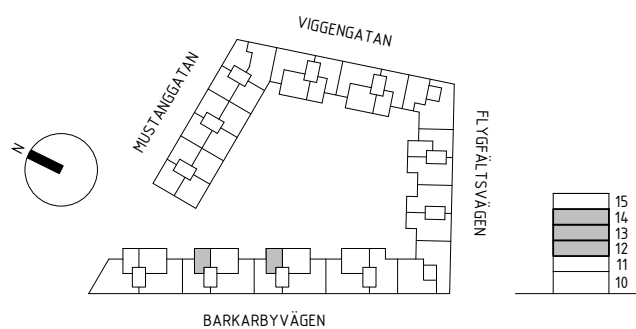 VIGGENGATAN
MUSTANGGATAN
FLYGFÄLTSVÄGEN
N
15
14
13
12
11
10
BARKARBYVÄGEN